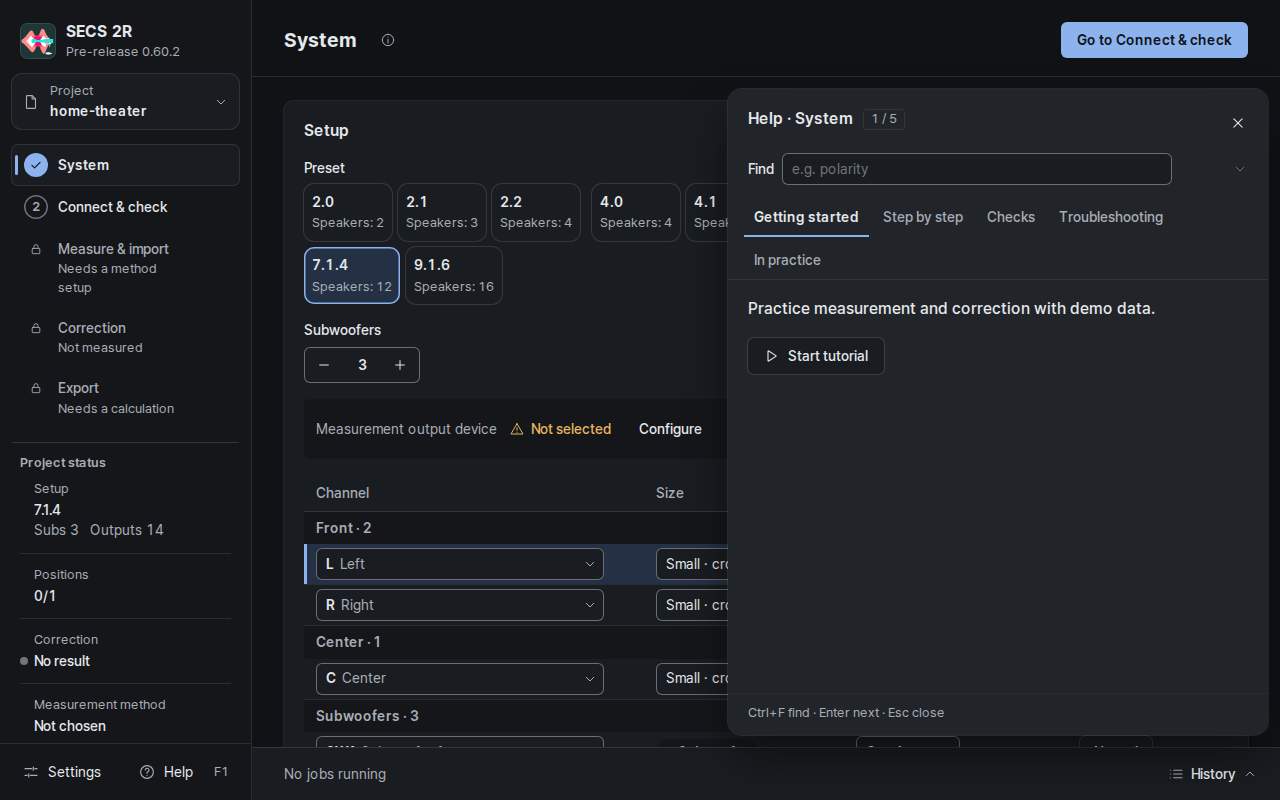 SECS 2R
Pre-release 0.60.2
Project
home-theater
System
2 Connect & check
Measure & import
Needs a method
setup
Correction
Not measured
Export
Needs a calculation
Project status
Setup
7.1.4
Subs 3 Outputs 14
Positions
0/1
Correction
No result
Measurement method
Not chosen
Settings
Help F1
System
Go to Connect & check
Setup
Preset
2.0
Speakers: 2
2.1
Speakers: 3
2.2
Speakers: 4
4.0
Speakers: 4
4.1
7.1.4
Speakers: 12
9.1.6
Speakers: 16
Subwoofers
3
Measurement output device Not selected Configure
Channel Size
Front · 2
L Left Small ·
R Right Small ·
Center · 1
C Center Small ·
Subwoofers · 3
Help · System 1 / 5
Find e.g. polarity
Getting started Step by step Checks Troubleshooting
In practice
Practice measurement and correction with demo data.
Start tutorial
Ctrl+F find · Enter next · Esc close
No jobs running
History